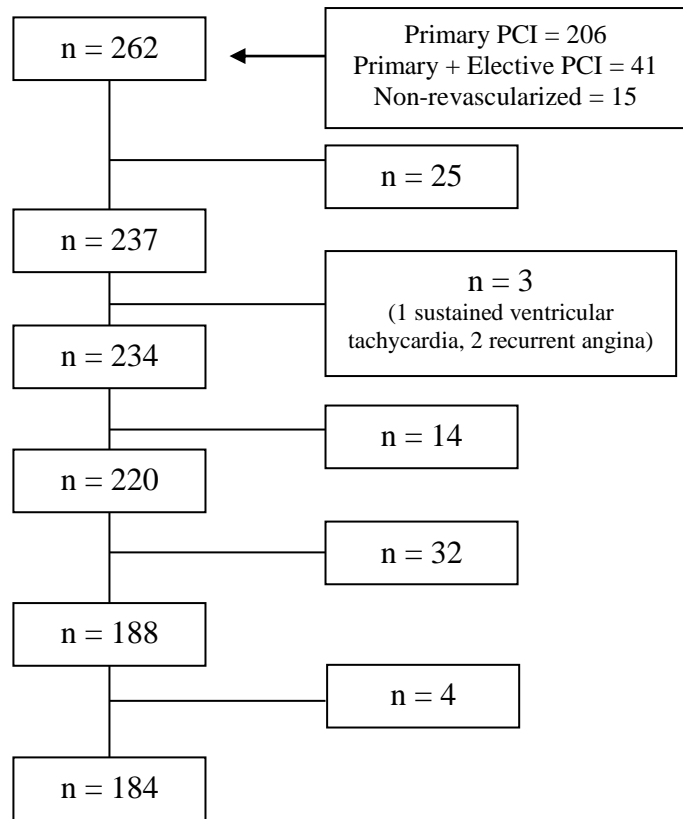 n = 262
Primary PCI = 206
Primary + Elective PCI = 41
Non-revascularized = 15
n = 25
n = 237
n = 3
(1 sustained ventricular
tachycardia, 2 recurrent angina)
n = 234
n = 14
n = 220
n = 32
n = 188
n = 4
n = 184